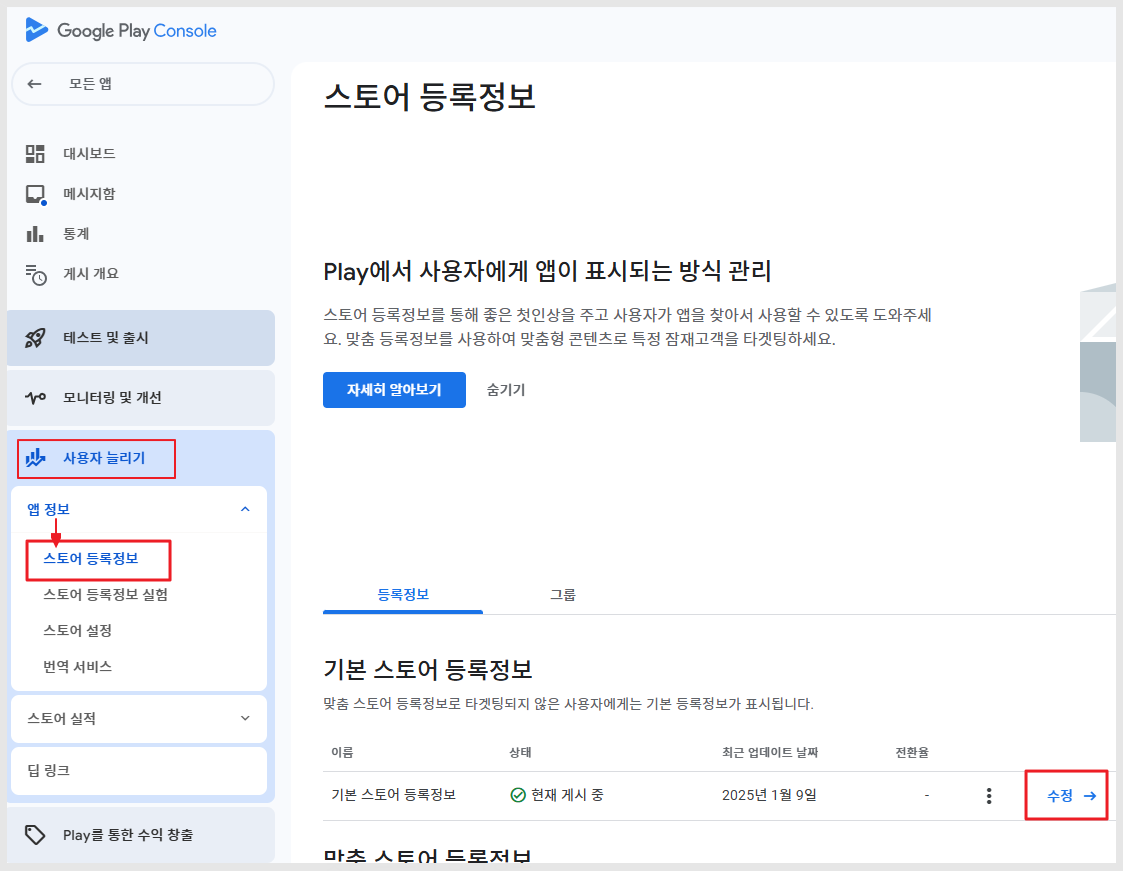 Google Play Console
모든 앱
대시보드
메시지함
통계
게시 개요
테스트 및 출시
모니터링 및 개선
사용자 늘리기
앱 정보
스토어 등록정보
스토어 등록정보 실험
스토어 설정
번역 서비스
스토어 실적
딥 링크
Play를 통한 수익 창출
스토어 등록정보
Play에서 사용자에게 앱이 표시되는 방식 관리
스토어 등록정보를 통해 좋은 첫인상을 주고 사용자가 앱을 찾아서 사용할 수 있도록 도와주세
요. 맞춤 등록정보를 사용하여 맞춤형 콘텐츠로 특정 잠재고객을 타겟팅하세요.
자세히 알아보기 숨기기
등록정보 그룹
기본 스토어 등록정보
맞춤 스토어 등록정보로 타겟팅되지 않은 사용자에게는 기본 등록정보가 표시됩니다.
이름 상태 최근 업데이트 날짜 전환율
기본 스토어 등록정보 현재 게시 중 2025년 1월 9일 - 수정
맞춤 스토어 등록정보